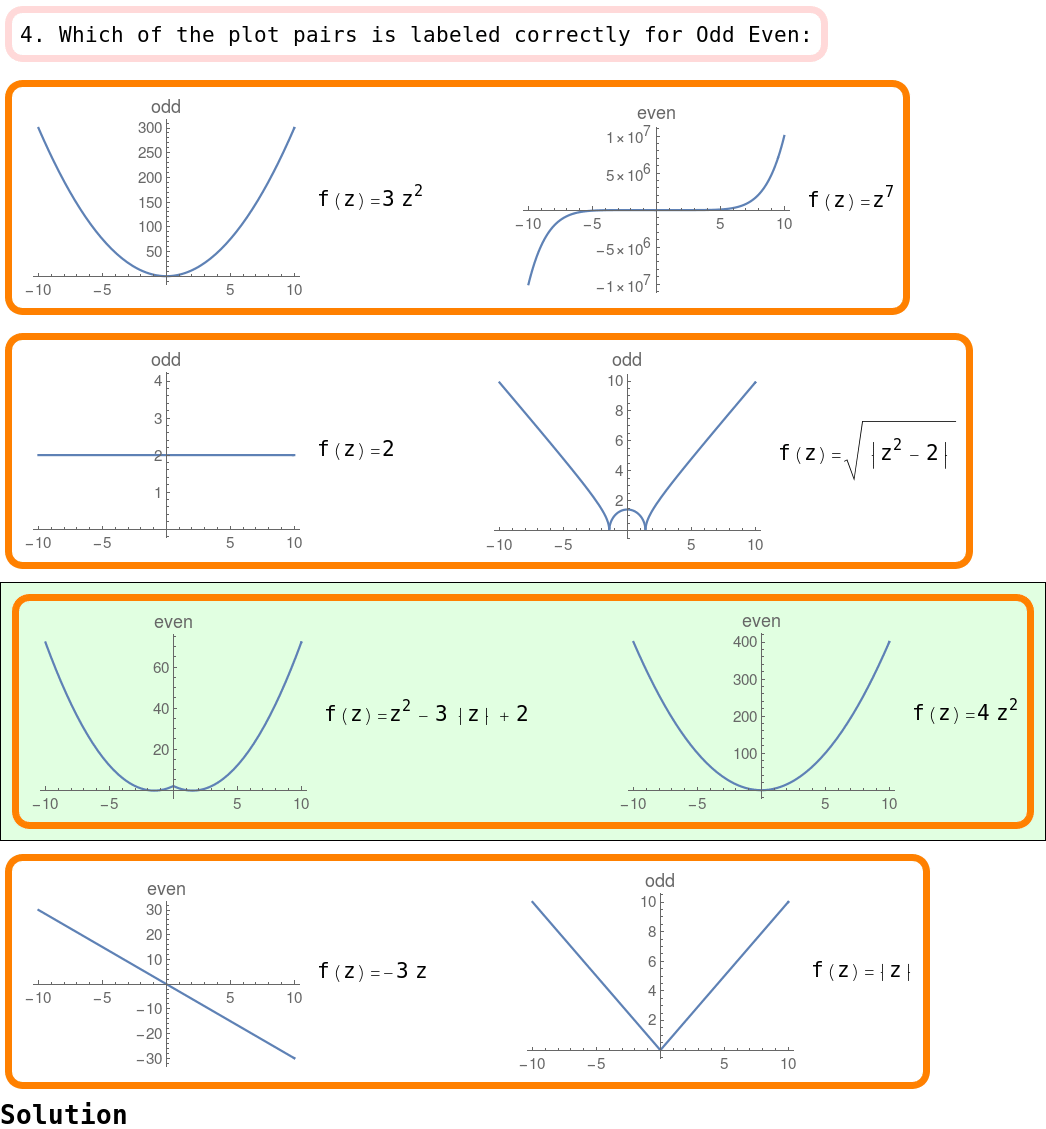 4. Which of the plot pairs is labeled correctly for Odd Even:
odd
300
250
200
150
100
50
−10 −5 5 10
f(z)=3 z²
even
1×10⁷
5×10⁶
−10 −5 5 10
−5×10⁶
−1×10⁷
f(z)=z⁷
odd
4
3
2
1
−10 −5 5 10
f(z)=2
odd
10
8
6
4
2
−10 −5 5 10
f(z)=√|z² − 2|
even
60
40
20
−10 −5 5 10
f(z)=z² − 3 |z| + 2
even
400
300
200
100
−10 −5 5 10
f(z)=4 z²
even
30
20
10
−10 −5 5 10
−10
−20
−30
f(z)=−3 z
odd
10
8
6
4
2
−10 −5 5 10
f(z)=|z|
Solution